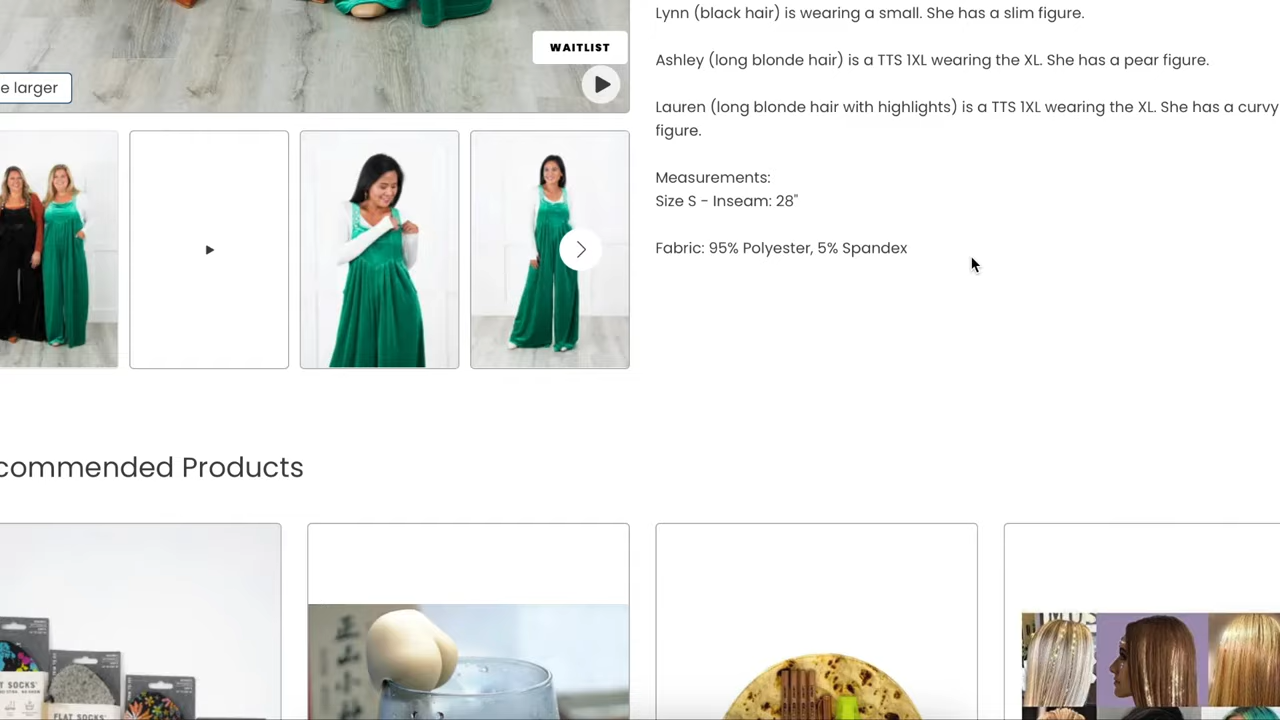 Lynn (black hair) is wearing a small. She has a slim figure.
WAITLIST
Ashley (long blonde hair) is a TTS 1XL wearing the XL. She has a pear figure.
e larger
Lauren (long blonde hair with highlights) is a TTS 1XL wearing the XL. She has a curvy
figure.
Measurements:
Size S - Inseam: 28"
Fabric: 95% Polyester, 5% Spandex
commended Products
正
T SOCKS
FLAT SOCKS